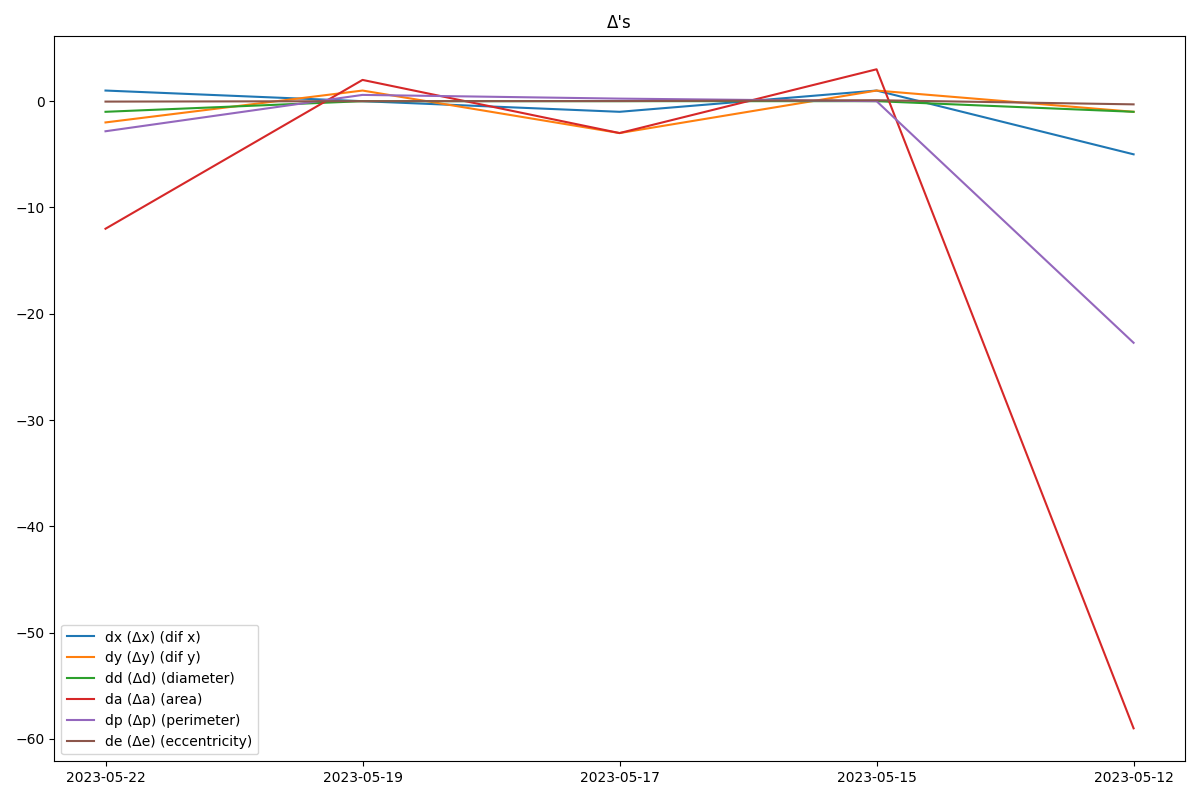 Δ's
0
−10
−20
−30
−40
−50
−60
dx (Δx) (dif x)
dy (Δy) (dif y)
dd (Δd) (diameter)
da (Δa) (area)
dp (Δp) (perimeter)
de (Δe) (eccentricity)
2023-05-22 2023-05-19 2023-05-17 2023-05-15 2023-05-12